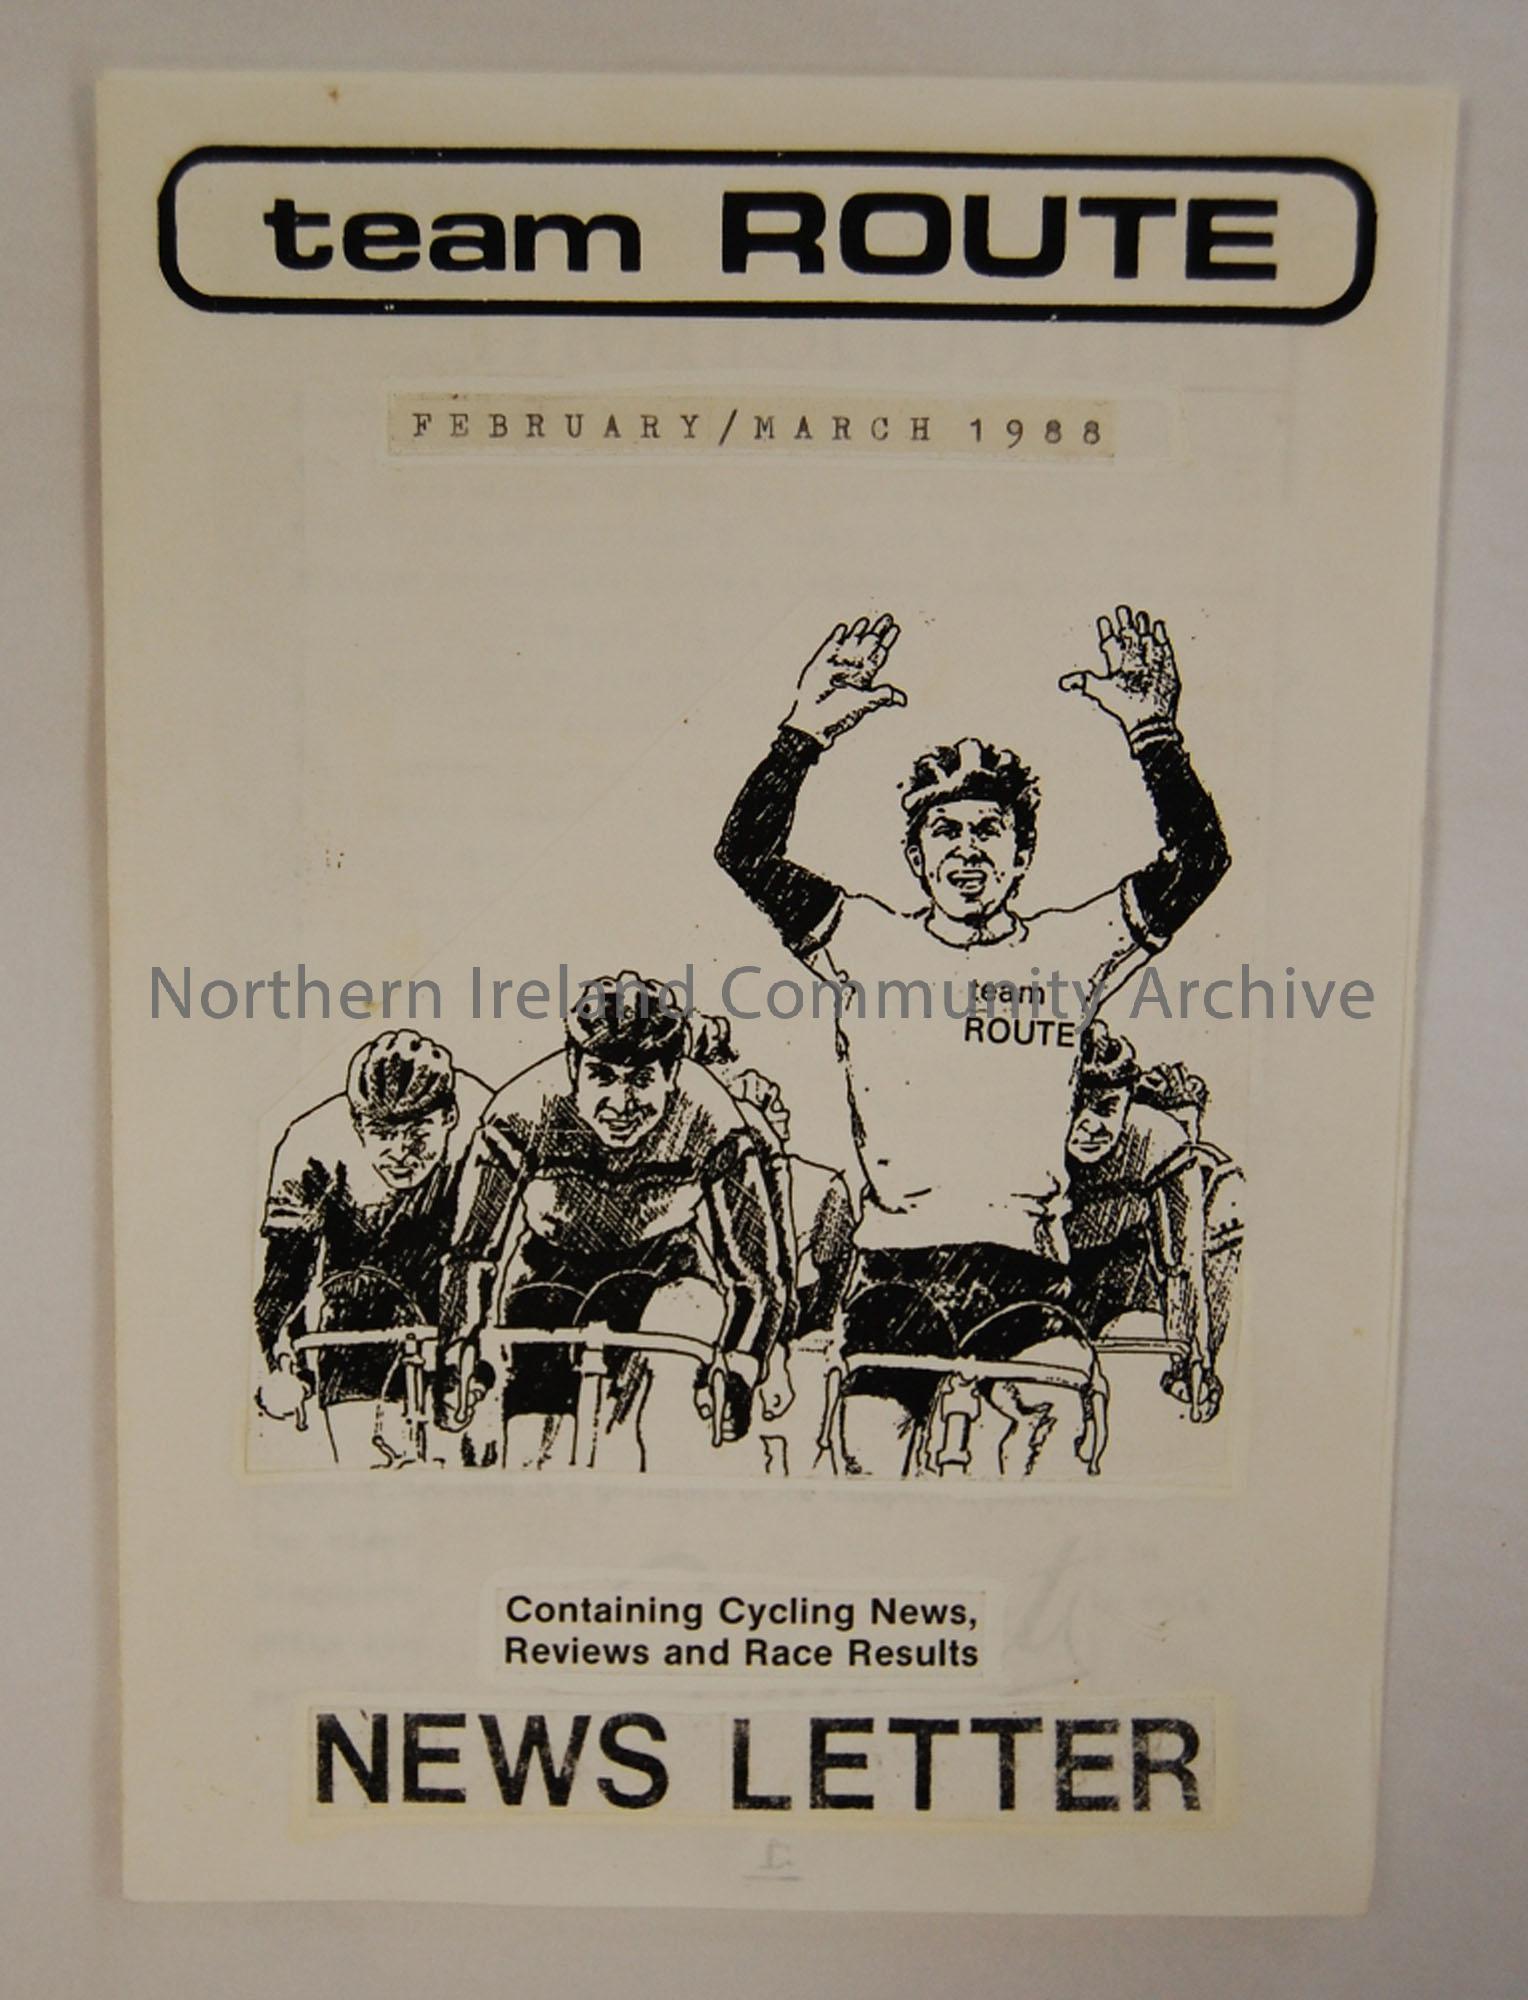 team ROUTE
FEBRUARY/MARCH 1988
Northern Ireland Community Archive
team
ROUTE
Containing Cycling News,
Reviews and Race Results
NEWS LETTER